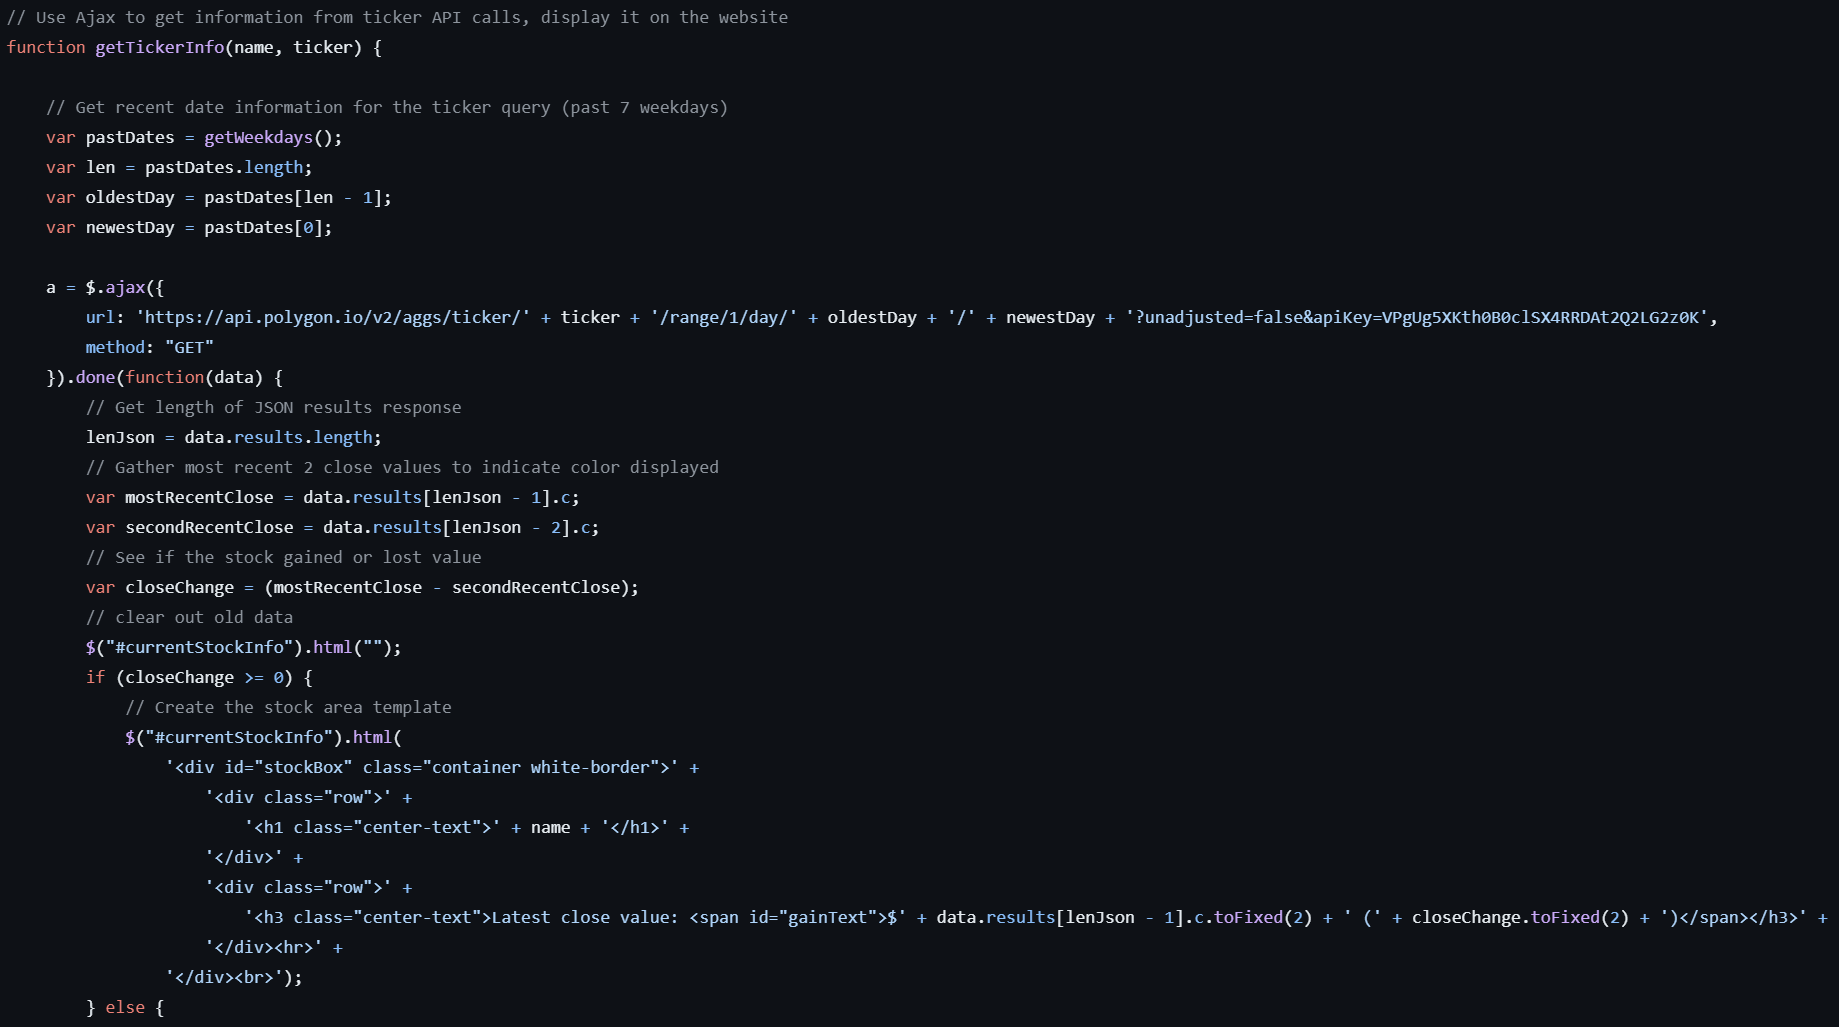 // Use Ajax to get information from ticker API calls, display it on the website
function getTickerInfo(name, ticker) {
// Get recent date information for the ticker query (past 7 weekdays)
var pastDates = getWeekdays();
var len = pastDates.length;
var oldestDay = pastDates[len - 1];
var newestDay = pastDates[0];
a = $.ajax({
url: 'https://api.polygon.io/v2/aggs/ticker/' + ticker + '/range/1/day/' + oldestDay + '/' + newestDay + '?unadjusted=false&apiKey=VPgUg5XKth0B0clSX4RRDAt2Q2LG2z0K',
method: "GET"
}).done(function(data) {
// Get length of JSON results response
lenJson = data.results.length;
// Gather most recent 2 close values to indicate color displayed
var mostRecentClose = data.results[lenJson - 1].c;
var secondRecentClose = data.results[lenJson - 2].c;
// See if the stock gained or lost value
var closeChange = (mostRecentClose - secondRecentClose);
// clear out old data
$("#currentStockInfo").html("");
if (closeChange >= 0) {
// Create the stock area template
$("#currentStockInfo").html(
'<div id="stockBox" class="container white-border">' +
'<div class="row">' +
'<h1 class="center-text">' + name + '</h1>' +
'</div>' +
'<div class="row">' +
'<h3 class="center-text">Latest close value: <span id="gainText">$' + data.results[lenJson - 1].c.toFixed(2) + ' (' + closeChange.toFixed(2) + ')</span></h3>' +
'</div><hr>' +
'</div><br>');
} else {